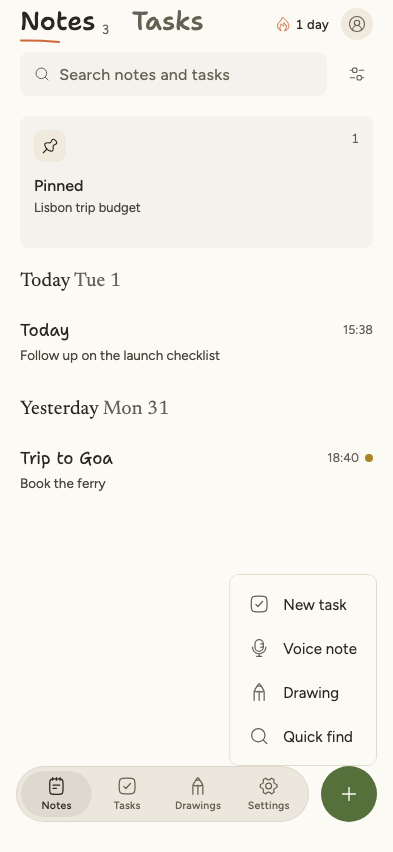 Notes 3 Tasks 1 day
Search notes and tasks
1
Pinned
Lisbon trip budget
Today Tue 1
Today 15:38
Follow up on the launch checklist
Yesterday Mon 31
Trip to Goa 18:40
Book the ferry
New task
Voice note
Drawing
Quick find
Notes Tasks Drawings Settings